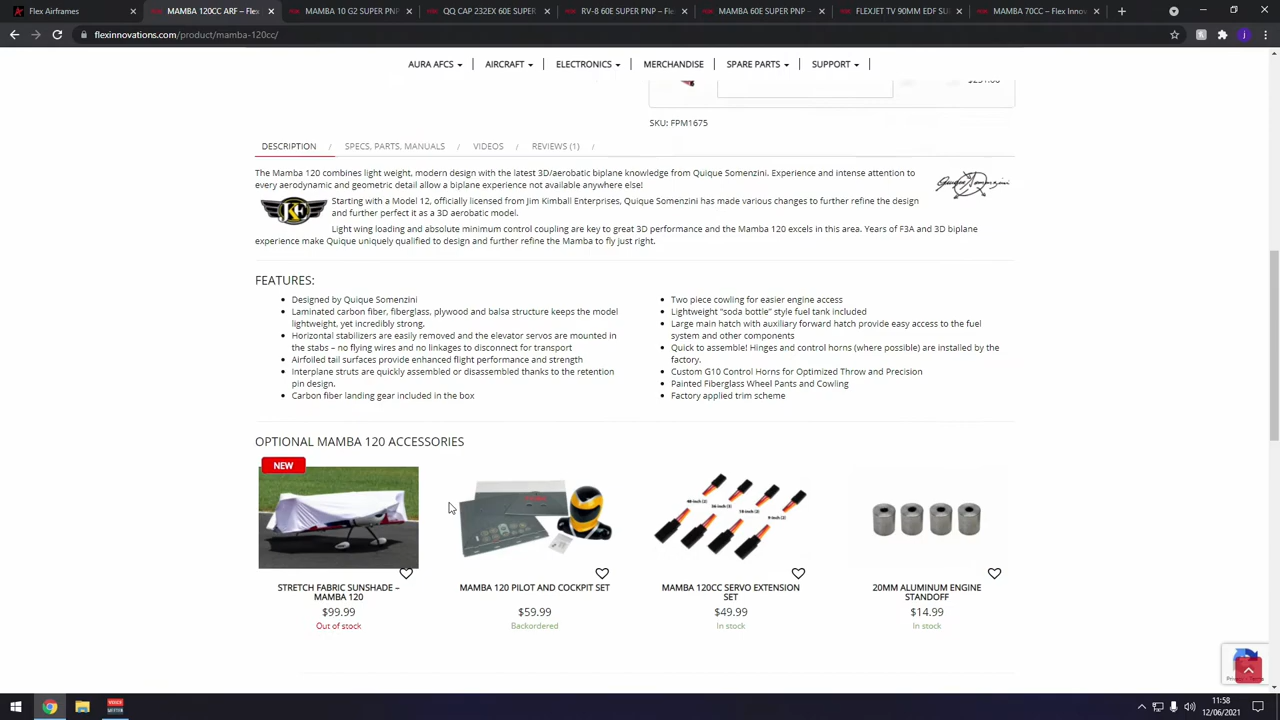 Flex Airframes
MAMBA 120CC ARF – Flex
MAMBA 10 G2 SUPER PNP –
QQ CAP 232EX 60E SUPER
RV-8 60E SUPER PNP – Fle
MAMBA 60E SUPER PNP –
FLEXJET TV 90MM EDF SU
MAMBA 70CC – Flex Innov
flexinnovations.com/product/mamba-120cc/
AURA AFCS
AIRCRAFT
ELECTRONICS
MERCHANDISE
SPARE PARTS
SUPPORT
SKU: FPM1675
DESCRIPTION / SPECS, PARTS, MANUALS / VIDEOS / REVIEWS (1) /
The Mamba 120 combines light weight, modern design with the latest 3D/aerobatic biplane knowledge from Quique Somenzini. Experience and intense attention to
every aerodynamic and geometric detail allow a biplane experience not available anywhere else!
Starting with a Model 12, officially licensed from Jim Kimball Enterprises, Quique Somenzini has made various changes to further refine the design
and further perfect it as a 3D aerobatic model.
Light wing loading and absolute minimum control coupling are key to great 3D performance and the Mamba 120 excels in this area. Years of F3A and 3D biplane
experience make Quique uniquely qualified to design and further refine the Mamba to fly just right.
FEATURES:
Designed by Quique Somenzini
Laminated carbon fiber, fiberglass, plywood and balsa structure keeps the model
lightweight, yet incredibly strong.
Horizontal stabilizers are easily removed and the elevator servos are mounted in
the stabs – no flying wires and no linkages to disconnect for transport
Airfoiled tail surfaces provide enhanced flight performance and strength
Interplane struts are quickly assembled or disassembled thanks to the retention
pin design.
Carbon fiber landing gear included in the box
Two piece cowling for easier engine access
Lightweight "soda bottle" style fuel tank included
Large main hatch with auxiliary forward hatch provide easy access to the fuel
system and other components
Quick to assemble! Hinges and control horns (where possible) are installed by the
factory.
Custom G10 Control Horns for Optimized Throw and Precision
Painted Fiberglass Wheel Pants and Cowling
Factory applied trim scheme
OPTIONAL MAMBA 120 ACCESSORIES
NEW
STRETCH FABRIC SUNSHADE –
MAMBA 120
$99.99
Out of stock
MAMBA 120 PILOT AND COCKPIT SET
$59.99
Backordered
MAMBA 120CC SERVO EXTENSION
SET
$49.99
In stock
20MM ALUMINUM ENGINE
STANDOFF
$14.99
In stock
Privacy - Terms
VOICE
MEETER
11:58
12/06/2021